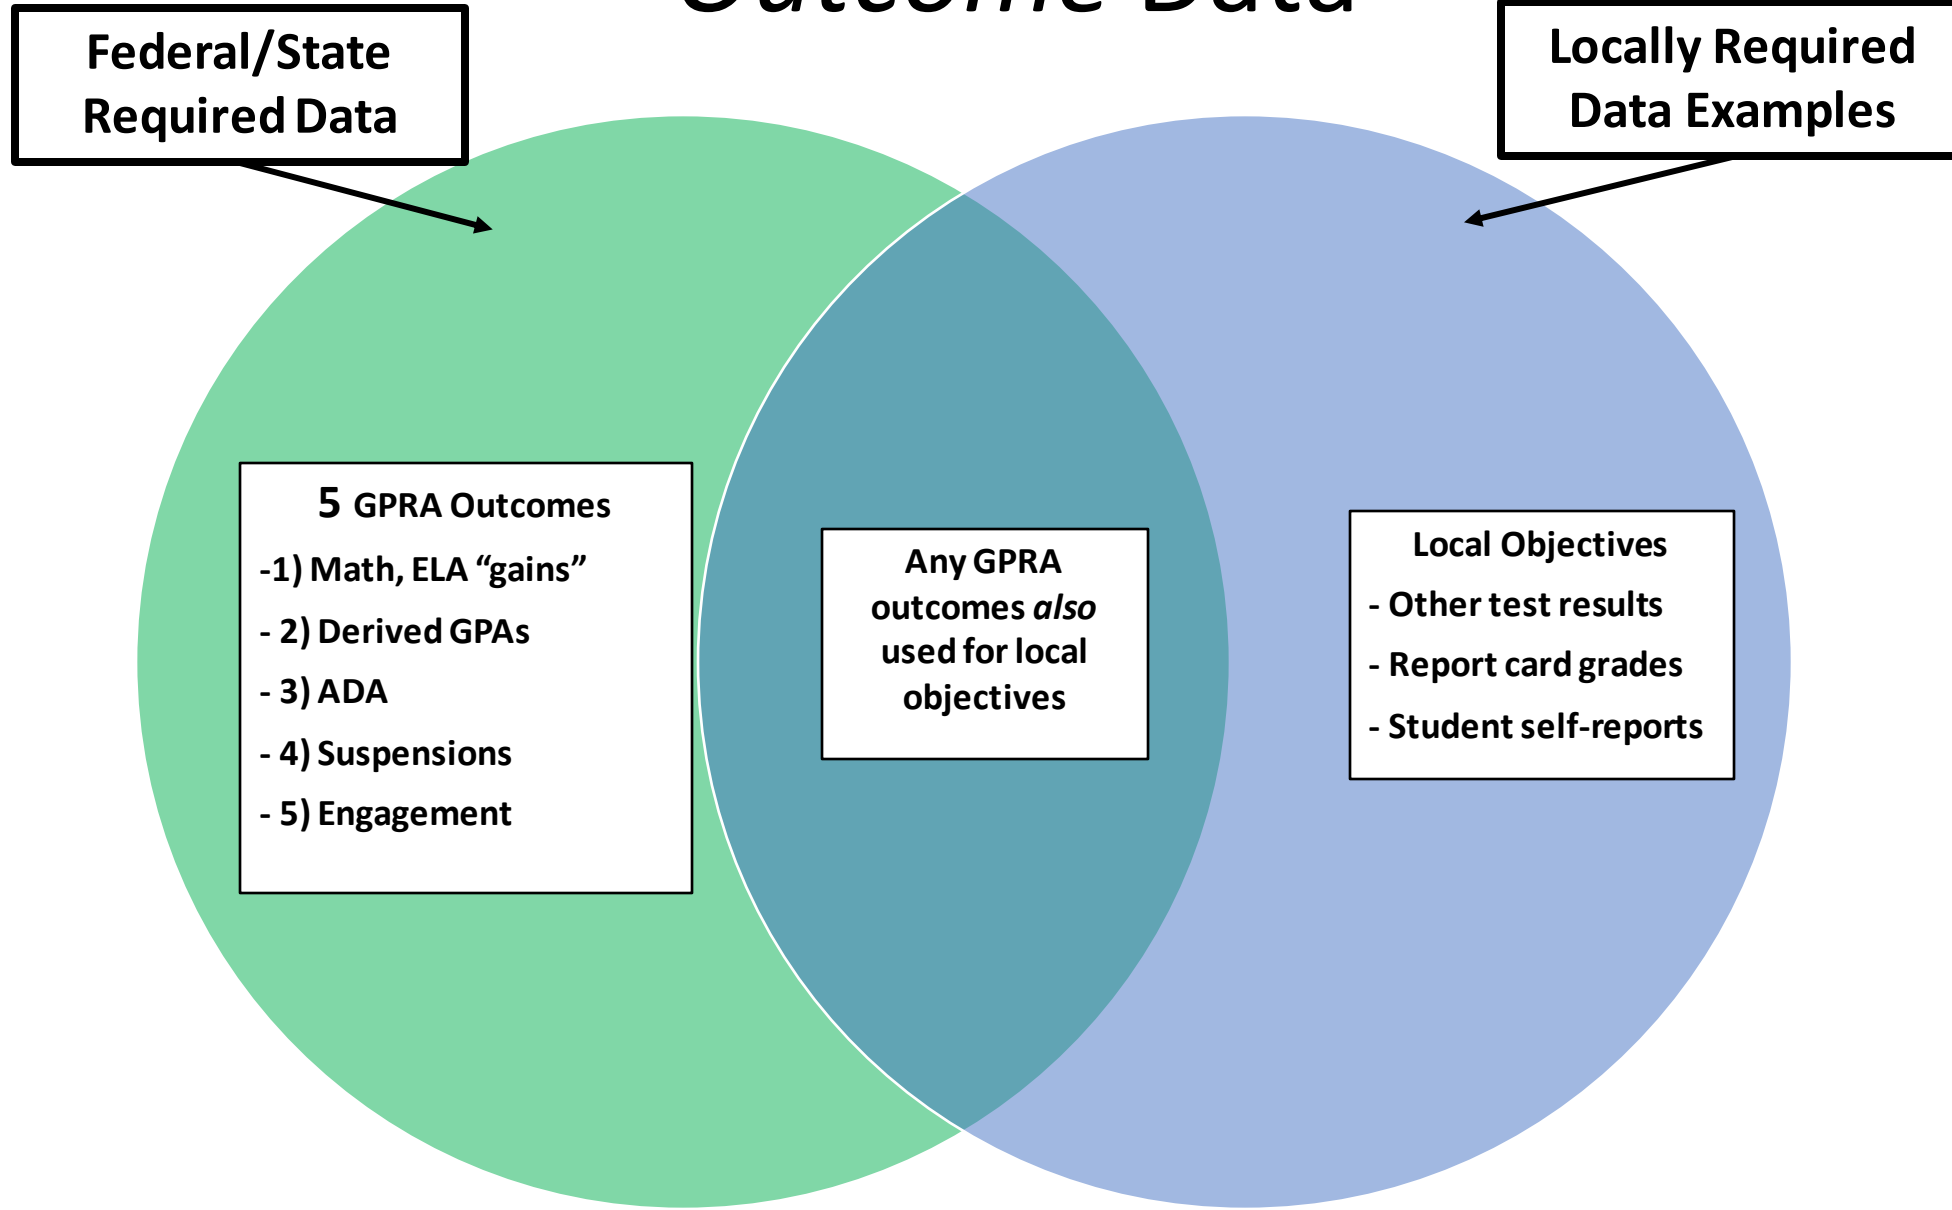 Outcome Data
Federal/State
Required Data
Locally Required
Data Examples
5 GPRA Outcomes
-1) Math, ELA “gains”
- 2) Derived GPAs
- 3) ADA
- 4) Suspensions
- 5) Engagement
Any GPRA
outcomes also
used for local
objectives
Local Objectives
- Other test results
- Report card grades
- Student self-reports